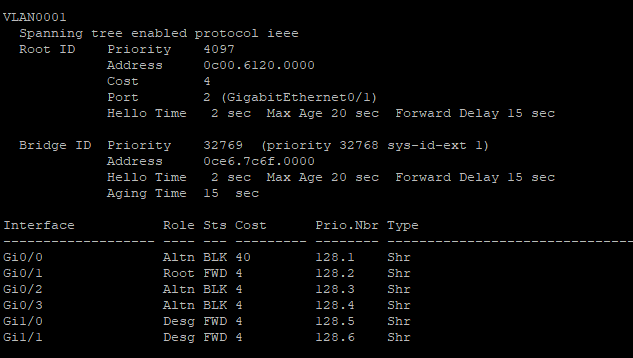 VLAN0001
  Spanning tree enabled protocol ieee
  Root ID    Priority    4097
             Address     0c00.6120.0000
             Cost        4
             Port        2 (GigabitEthernet0/1)
             Hello Time   2 sec  Max Age 20 sec  Forward Delay 15 sec
  Bridge ID  Priority    32769  (priority 32768 sys-id-ext 1)
             Address     0ce6.7c6f.0000
             Hello Time   2 sec  Max Age 20 sec  Forward Delay 15 sec
             Aging Time  15  sec
Interface           Role Sts Cost      Prio.Nbr Type
------------------- ---- --- --------- -------- --------------------------------
Gi0/0               Altn BLK 40        128.1    Shr
Gi0/1               Root FWD 4         128.2    Shr
Gi0/2               Altn BLK 4         128.3    Shr
Gi0/3               Altn BLK 4         128.4    Shr
Gi1/0               Desg FWD 4         128.5    Shr
Gi1/1               Desg FWD 4         128.6    Shr